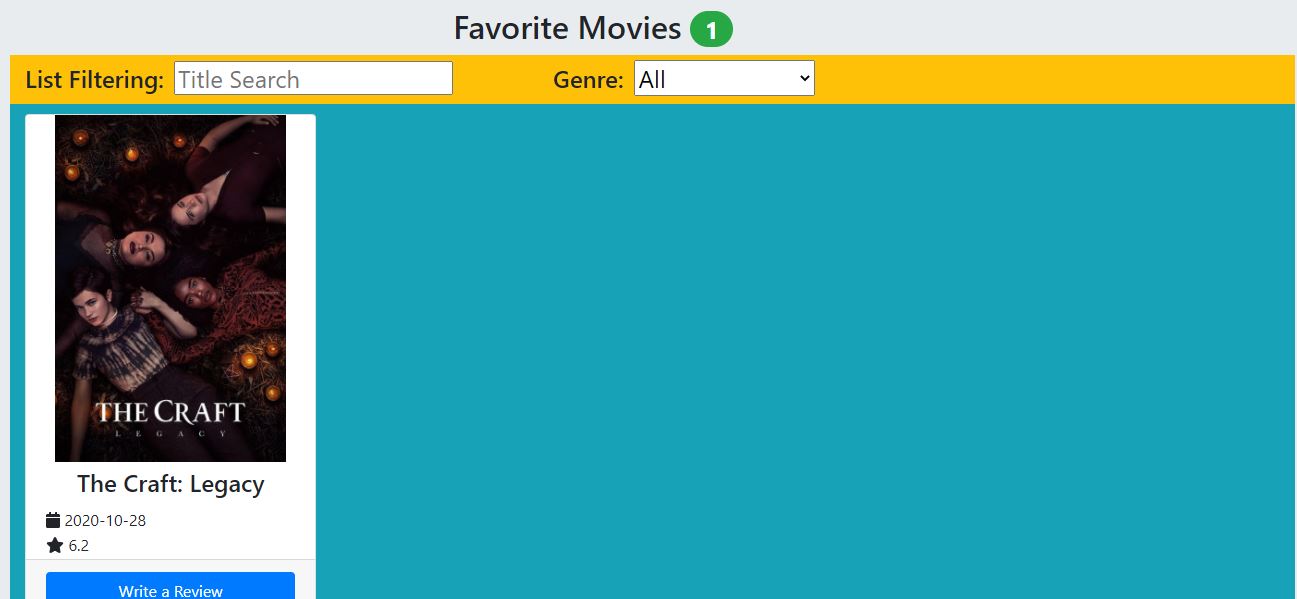 Favorite Movies 1
List Filtering: Title Search Genre: All
THE CRAFT
LEGACY
The Craft: Legacy
2020-10-28
6.2
Write a Review